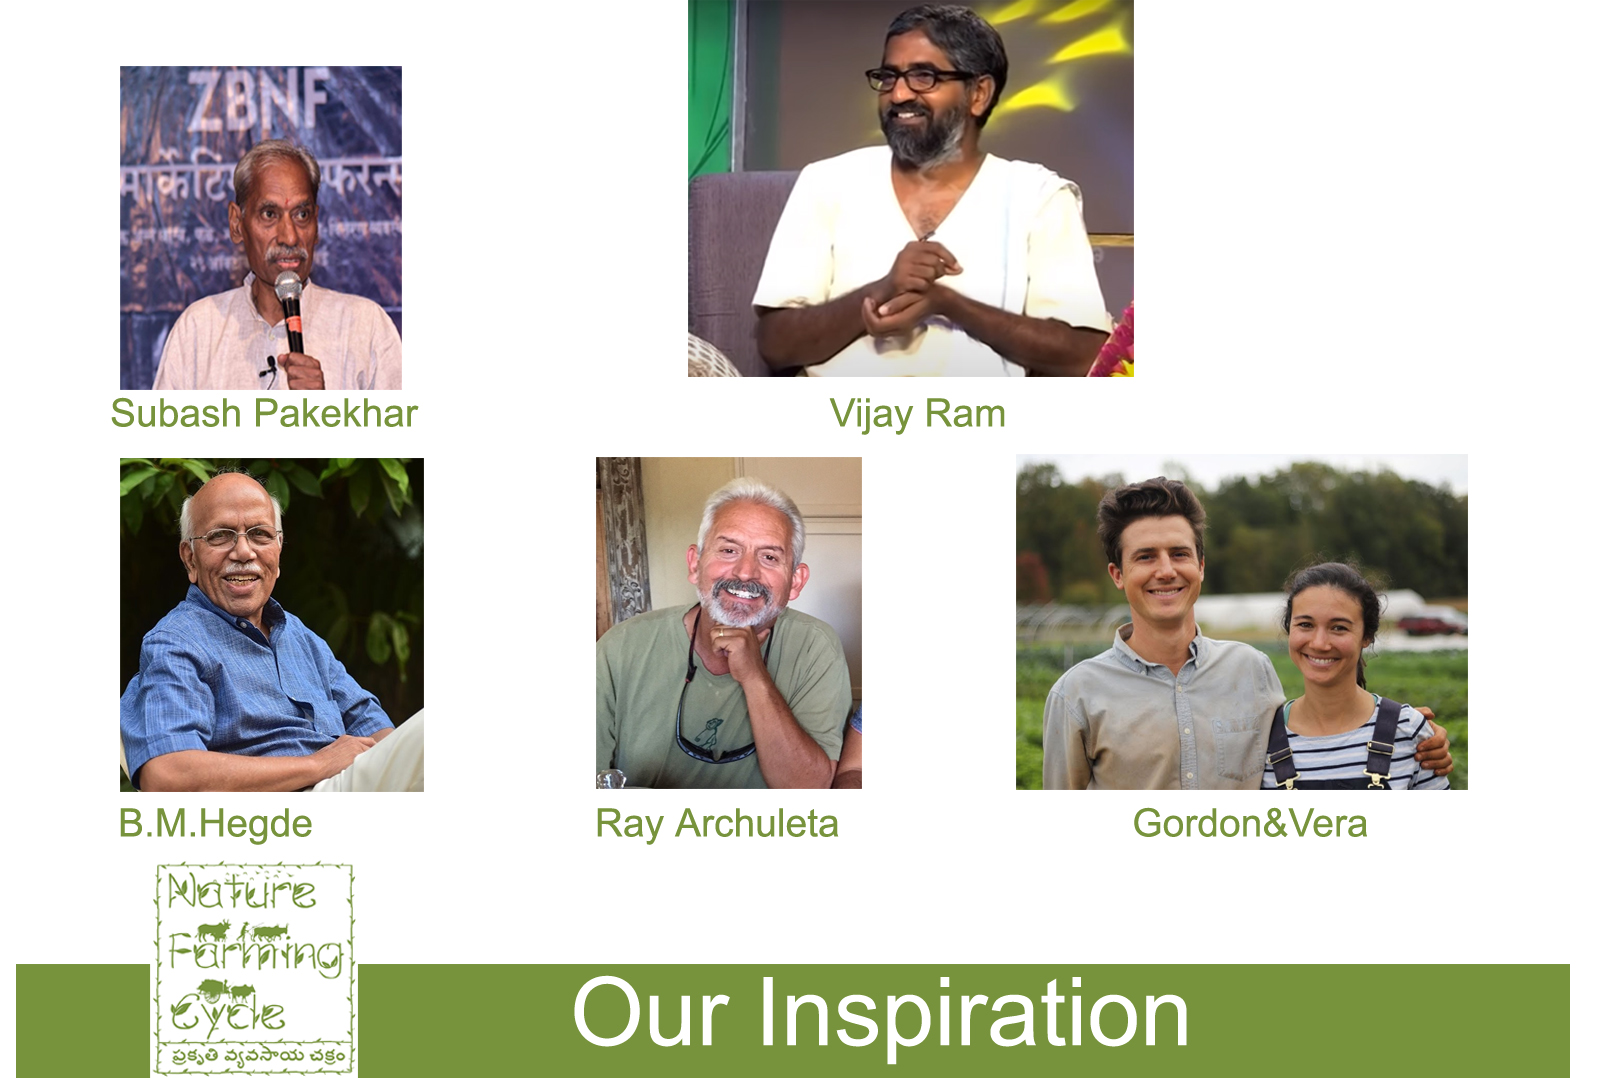 ZBNF
Subash Pakekhar
Vijay Ram
B.M.Hegde
Ray Archuleta
Gordon&Vera
Nature
Farming
Cycle
ప్రకృతి వ్యవసాయ చక్రం
Our Inspiration